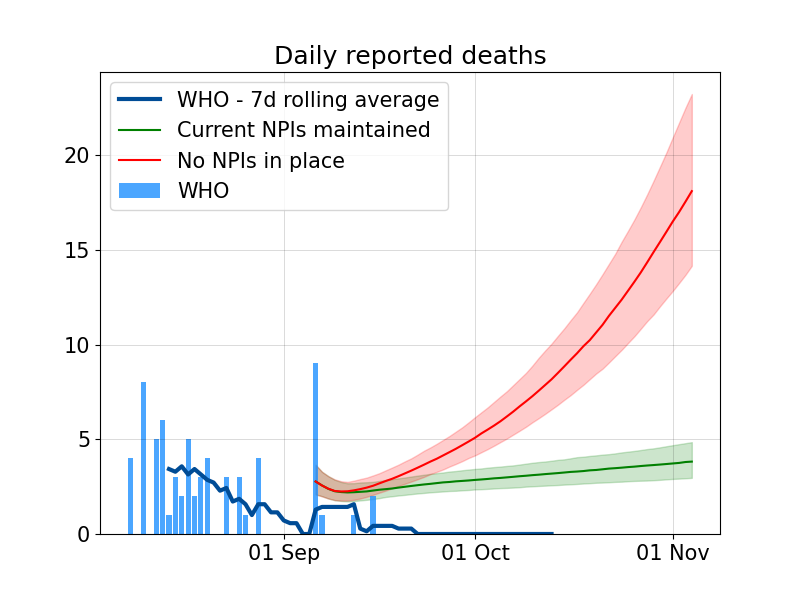 Daily reported deaths
WHO - 7d rolling average
Current NPIs maintained
No NPIs in place
WHO
20
15
10
5
0
01 Sep 01 Oct 01 Nov